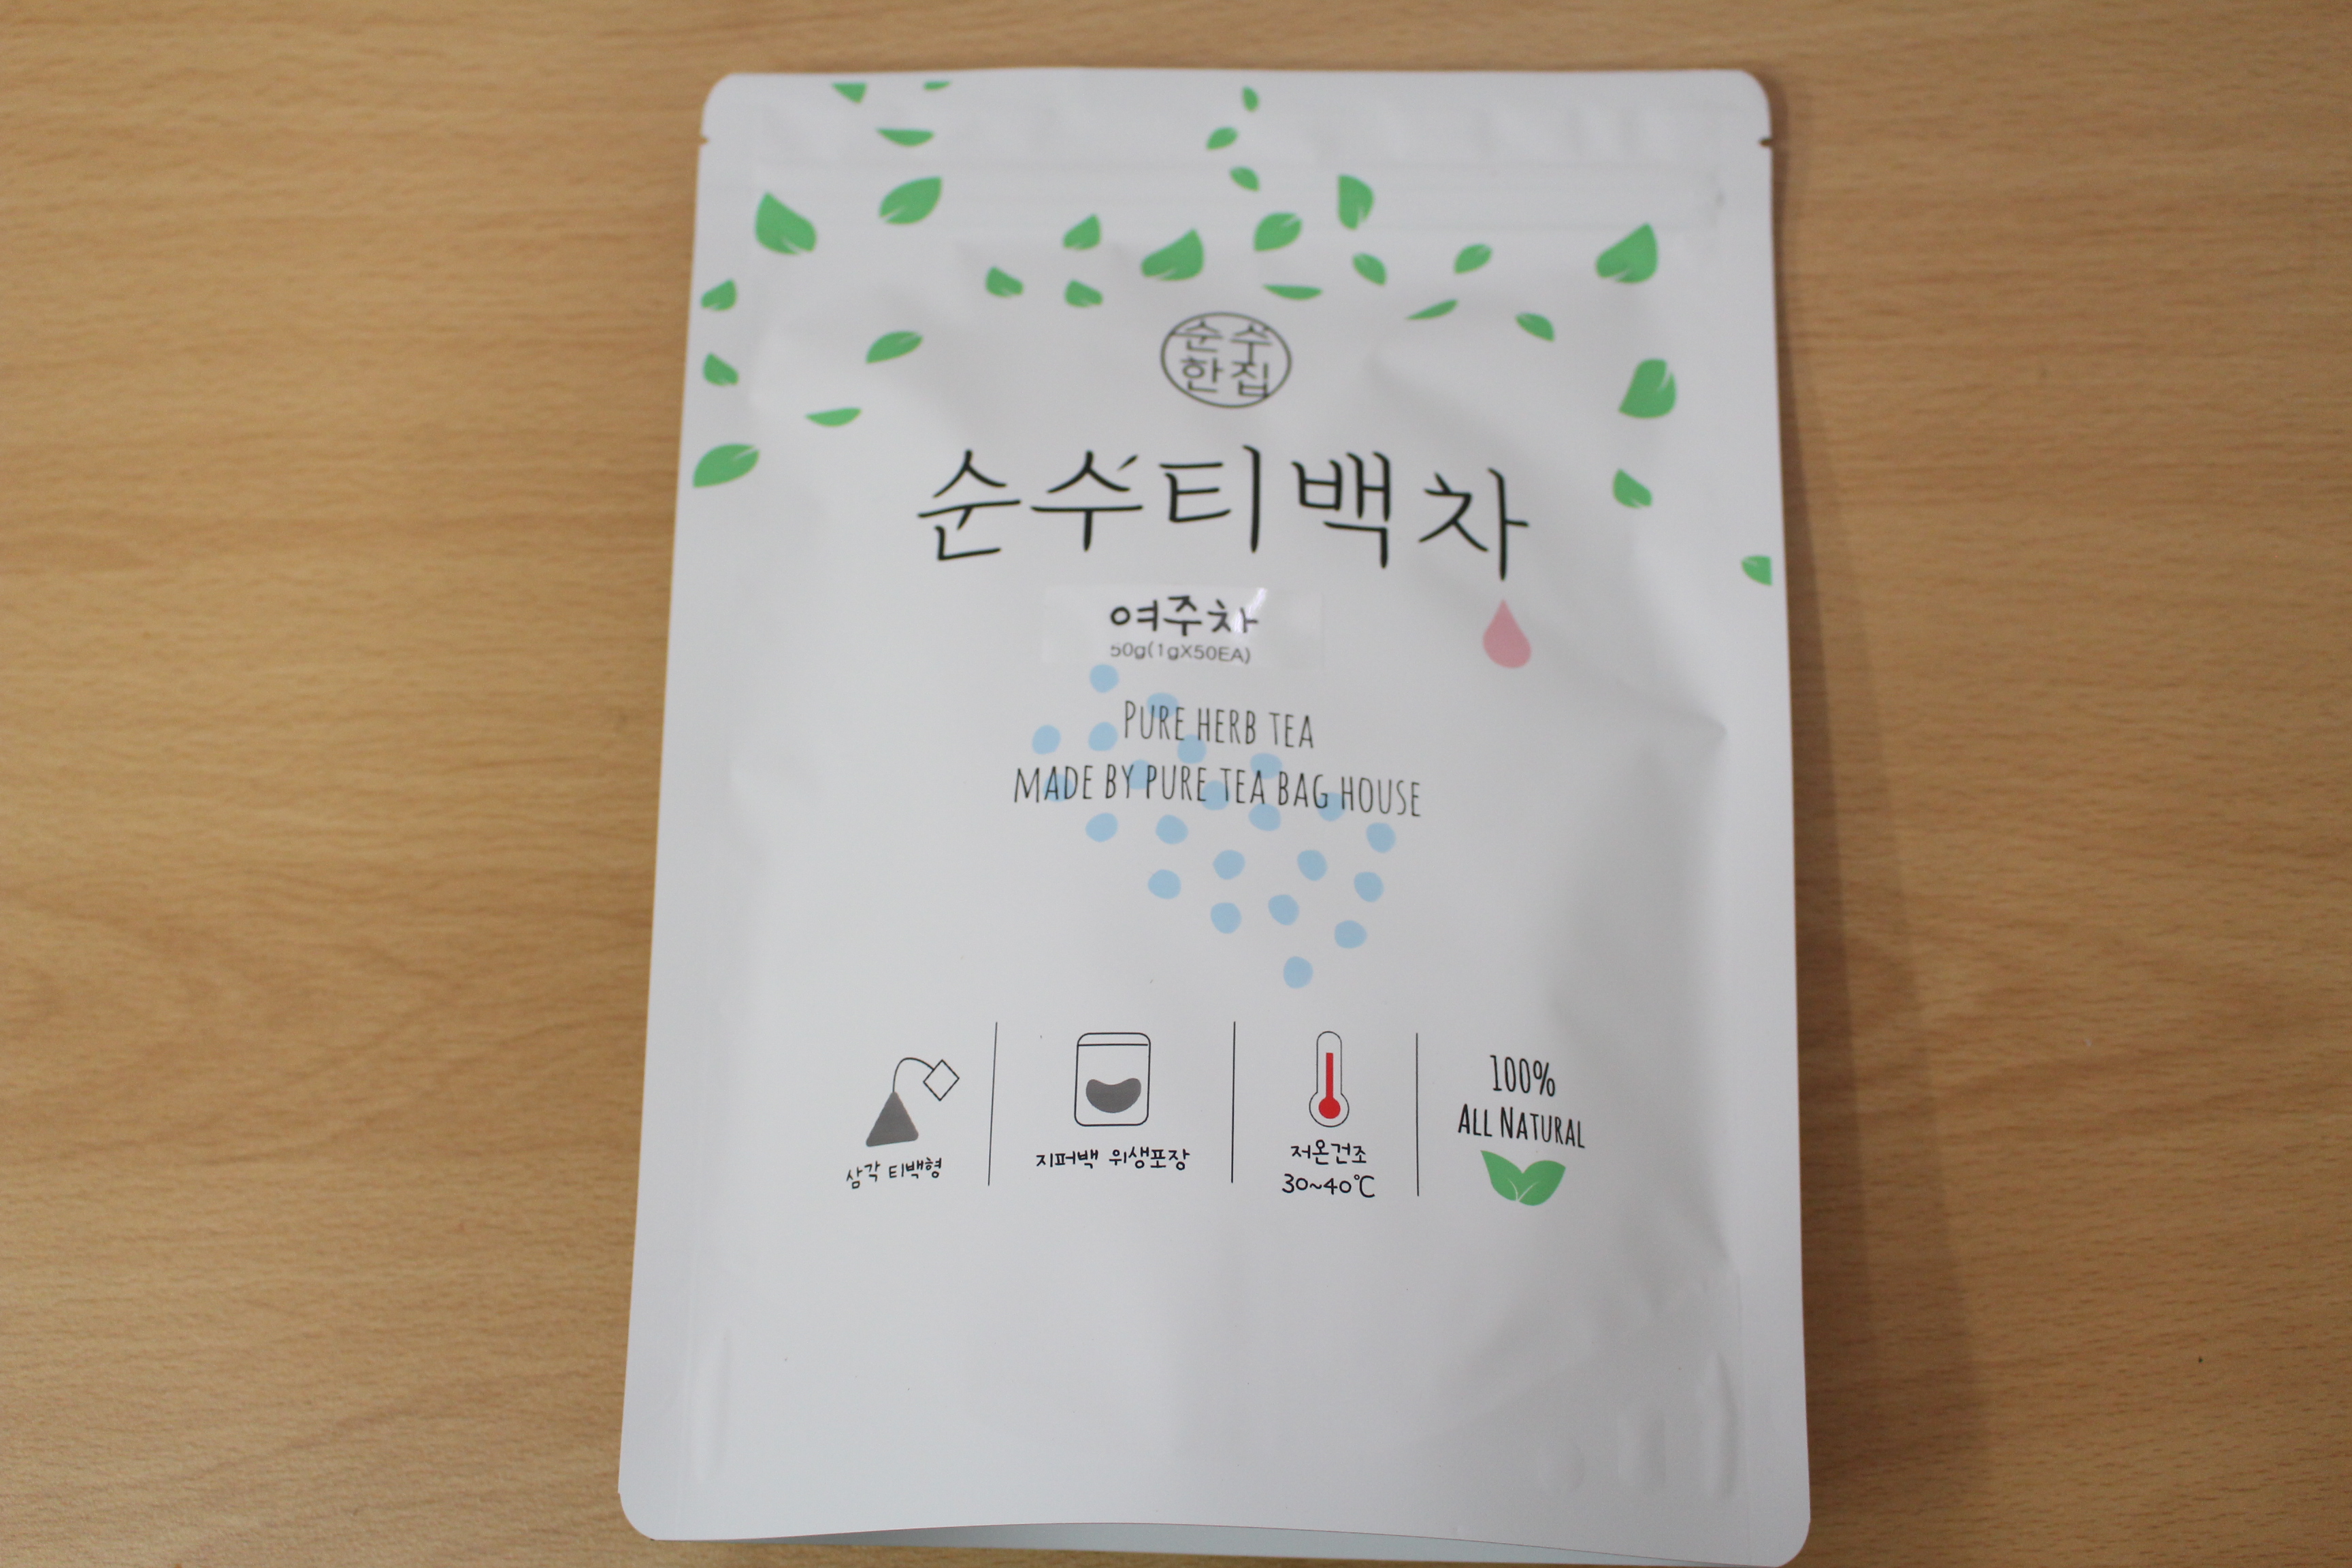 순수
한집
순수티백차
여주차
50g(1gX50EA)
PURE HERB TEA
MADE BY PURE TEA BAG HOUSE
삼각 티백형
지퍼백 위생포장
저온건조
30~40℃
100%
ALL NATURAL